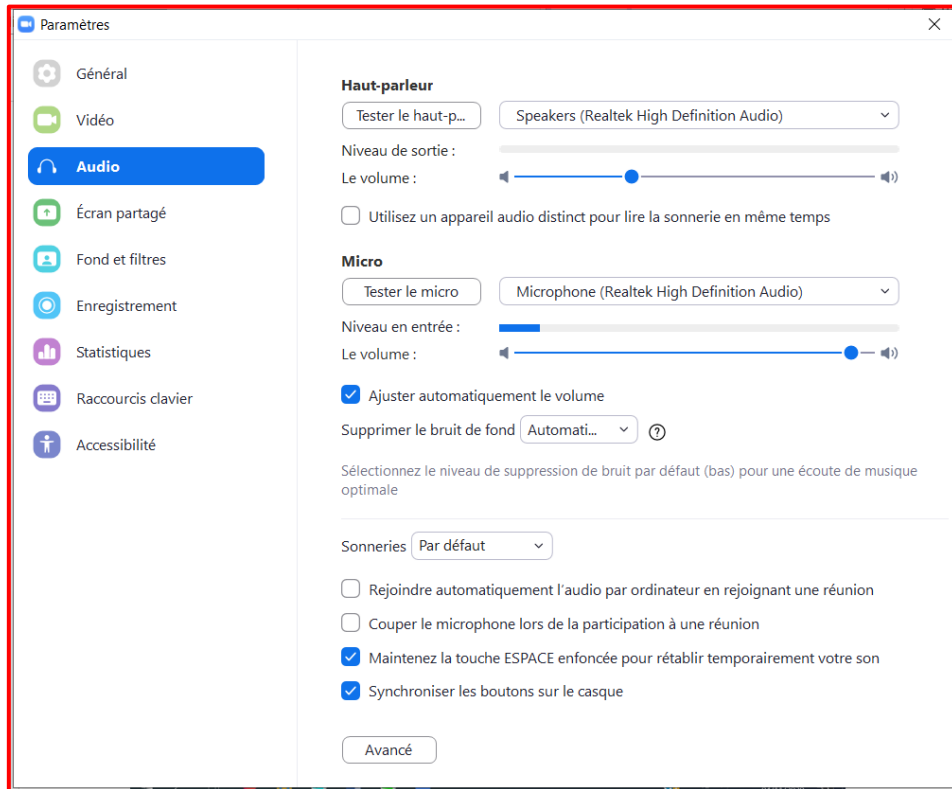 Paramètres
Général
Vidéo
Audio
Écran partagé
Fond et filtres
Enregistrement
Statistiques
Raccourcis clavier
Accessibilité
Haut-parleur
Tester le haut-p... Speakers (Realtek High Definition Audio)
Niveau de sortie :
Le volume :
Utilisez un appareil audio distinct pour lire la sonnerie en même temps
Micro
Tester le micro Microphone (Realtek High Definition Audio)
Niveau en entrée :
Le volume :
Ajuster automatiquement le volume
Supprimer le bruit de fond Automati...
Sélectionnez le niveau de suppression de bruit par défaut (bas) pour une écoute de musique
optimale
Sonneries Par défaut
Rejoindre automatiquement l'audio par ordinateur en rejoignant une réunion
Couper le microphone lors de la participation à une réunion
Maintenez la touche ESPACE enfoncée pour rétablir temporairement votre son
Synchroniser les boutons sur le casque
Avancé